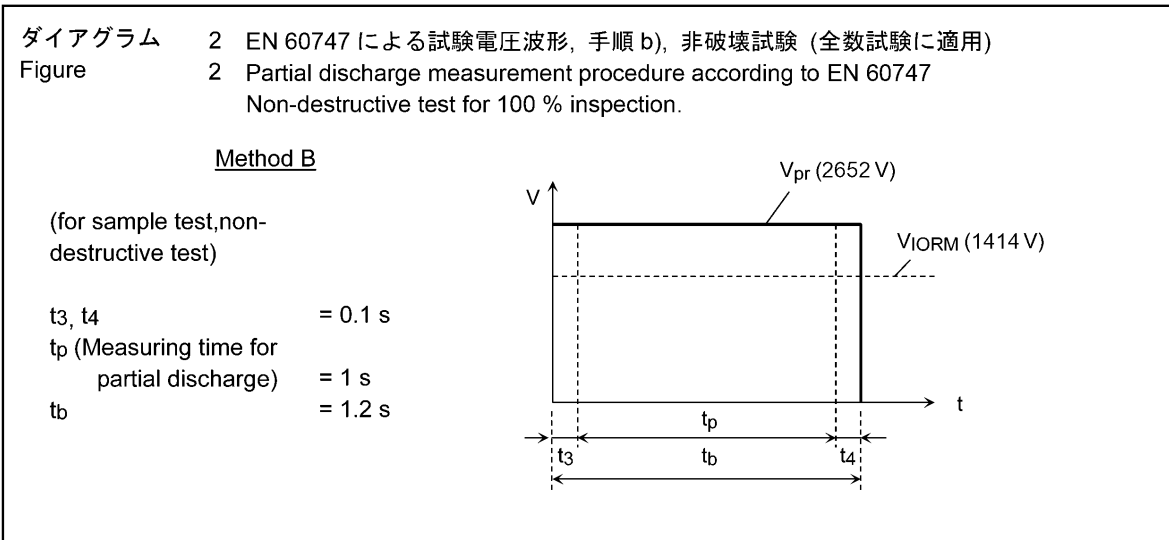 ダイアグラム 2 EN 60747 による試験電圧波形, 手順 b), 非破壊試験 (全数試験に適用)
Figure 2 Partial discharge measurement procedure according to EN 60747
Non-destructive test for 100 % inspection.
Method B
(for sample test,non-
destructive test)
t3, t4 = 0.1 s
tp (Measuring time for
partial discharge) = 1 s
tb = 1.2 s
Vpr (2652 V)
V
VIORM (1414 V)
t
tp
t3 tb t4